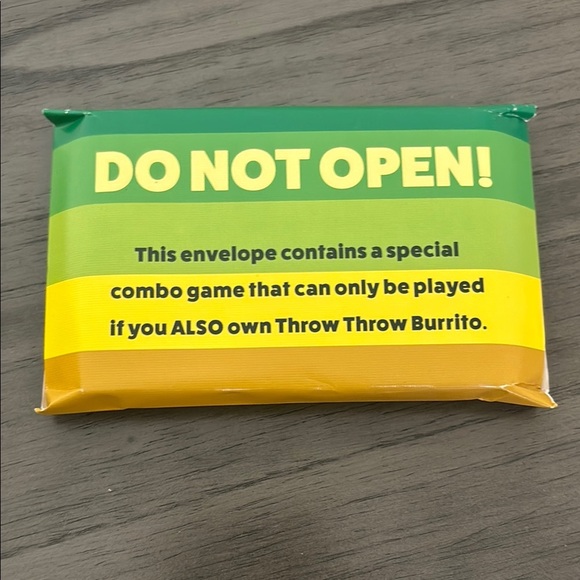 DO NOT OPEN!
This envelope contains a special
combo game that can only be played
if you ALSO own Throw Throw Burrito.